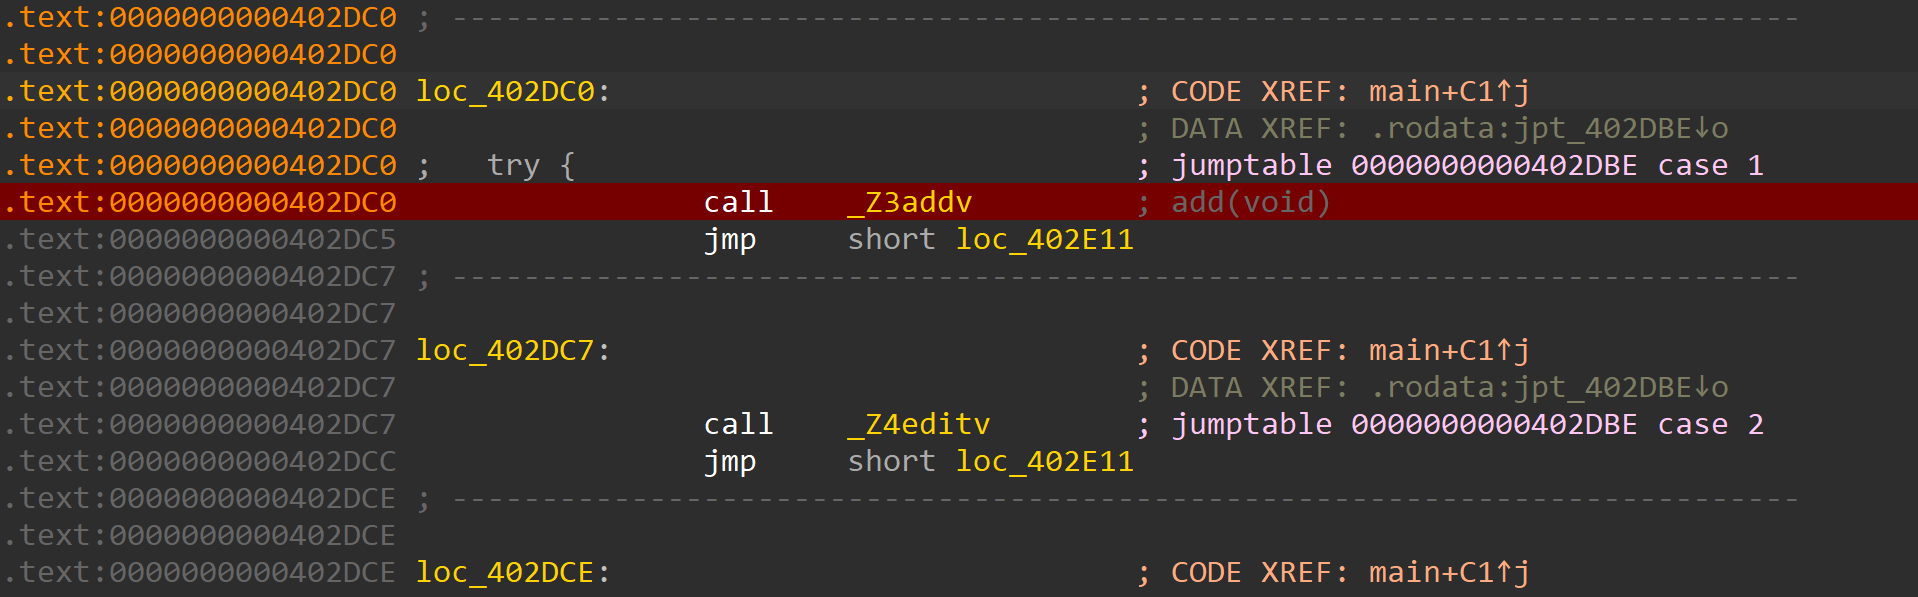 .text:0000000000402DC0 ; ---------------------------------------------------------------------------
.text:0000000000402DC0
.text:0000000000402DC0 loc_402DC0: ; CODE XREF: main+C1↑j
.text:0000000000402DC0 ; DATA XREF: .rodata:jpt_402DBE↓o
.text:0000000000402DC0 ; try { ; jumptable 0000000000402DBE case 1
.text:0000000000402DC0 call _Z3addv ; add(void)
.text:0000000000402DC5 jmp short loc_402E11
.text:0000000000402DC7 ; ---------------------------------------------------------------------------
.text:0000000000402DC7
.text:0000000000402DC7 loc_402DC7: ; CODE XREF: main+C1↑j
.text:0000000000402DC7 ; DATA XREF: .rodata:jpt_402DBE↓o
.text:0000000000402DC7 call _Z4editv ; jumptable 0000000000402DBE case 2
.text:0000000000402DCC jmp short loc_402E11
.text:0000000000402DCE ; ---------------------------------------------------------------------------
.text:0000000000402DCE
.text:0000000000402DCE loc_402DCE: ; CODE XREF: main+C1↑j